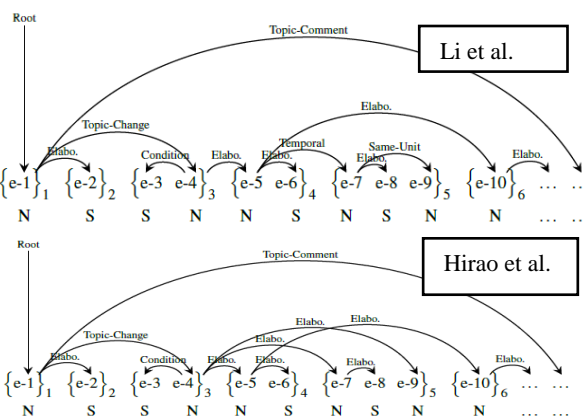 Root
Topic-Comment
Li et al.
Elabo.
Topic-Change
Temporal
Same-Unit
Elabo. Condition Elabo. Elabo. Elabo. Elabo.
{e-1}1 {e-2}2 {e-3 e-4}3 {e-5 e-6}4 {e-7 e-8 e-9}5 {e-10}6 ... ...
N S S N N S N S N N ... ...
Root
Topic-Comment
Hirao et al.
Elabo. Elabo.
Topic-Change
Elabo.
Elabo. Condition Elabo. Elabo. Elabo. Elabo.
{e-1}1 {e-2}2 {e-3 e-4}3 {e-5 e-6}4 {e-7 e-8 e-9}5 {e-10}6 ... ...
N S S N N S N S N N ... ...